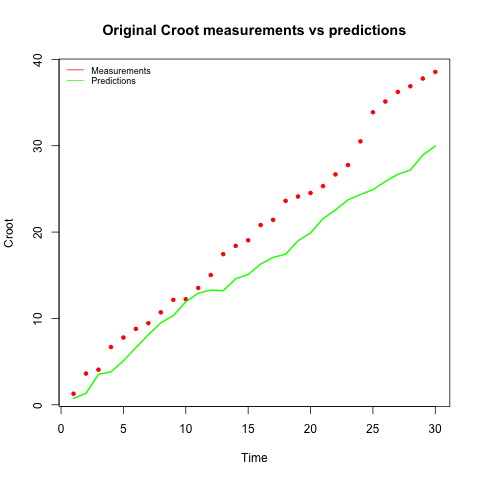 Original Croot measurements vs predictions
Measurements
Predictions
40
30
20
10
0
Croot
0 5 10 15 20 25 30
Time